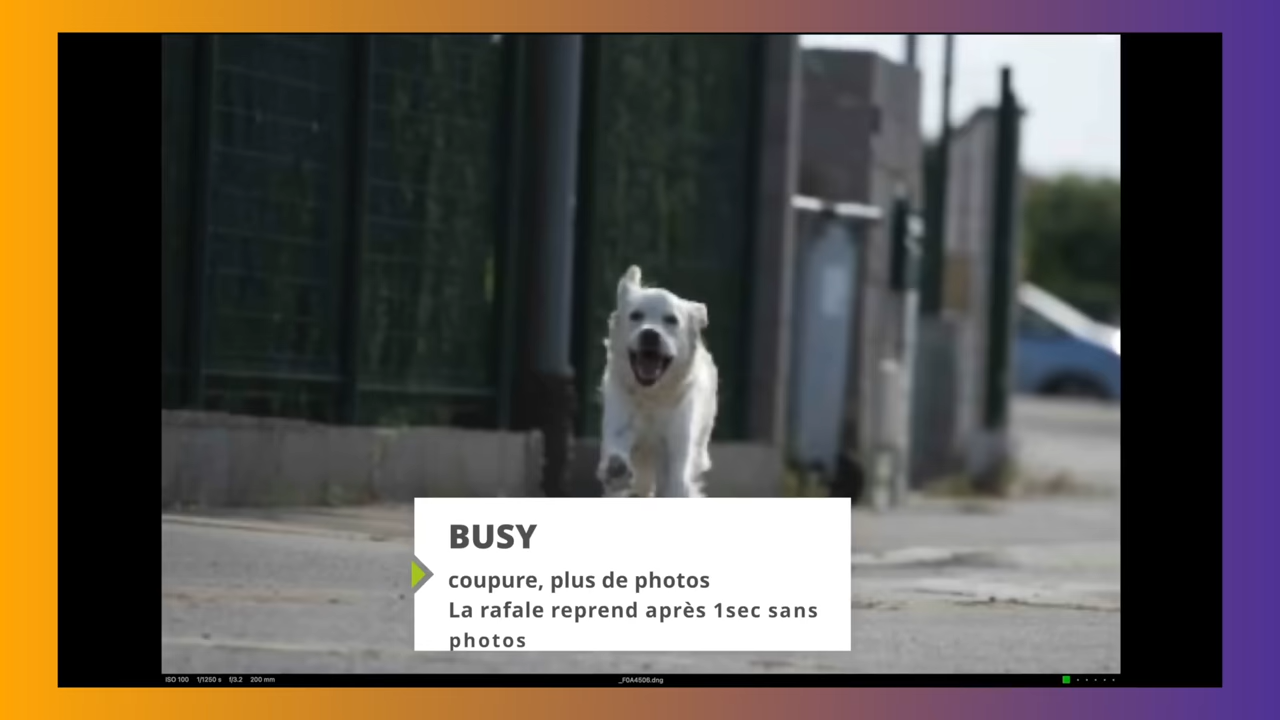 BUSY
coupure, plus de photos
La rafale reprend après 1sec sans
photos
ISO 100 1/1250 s f/3.2 200 mm
_F0A4506.dng